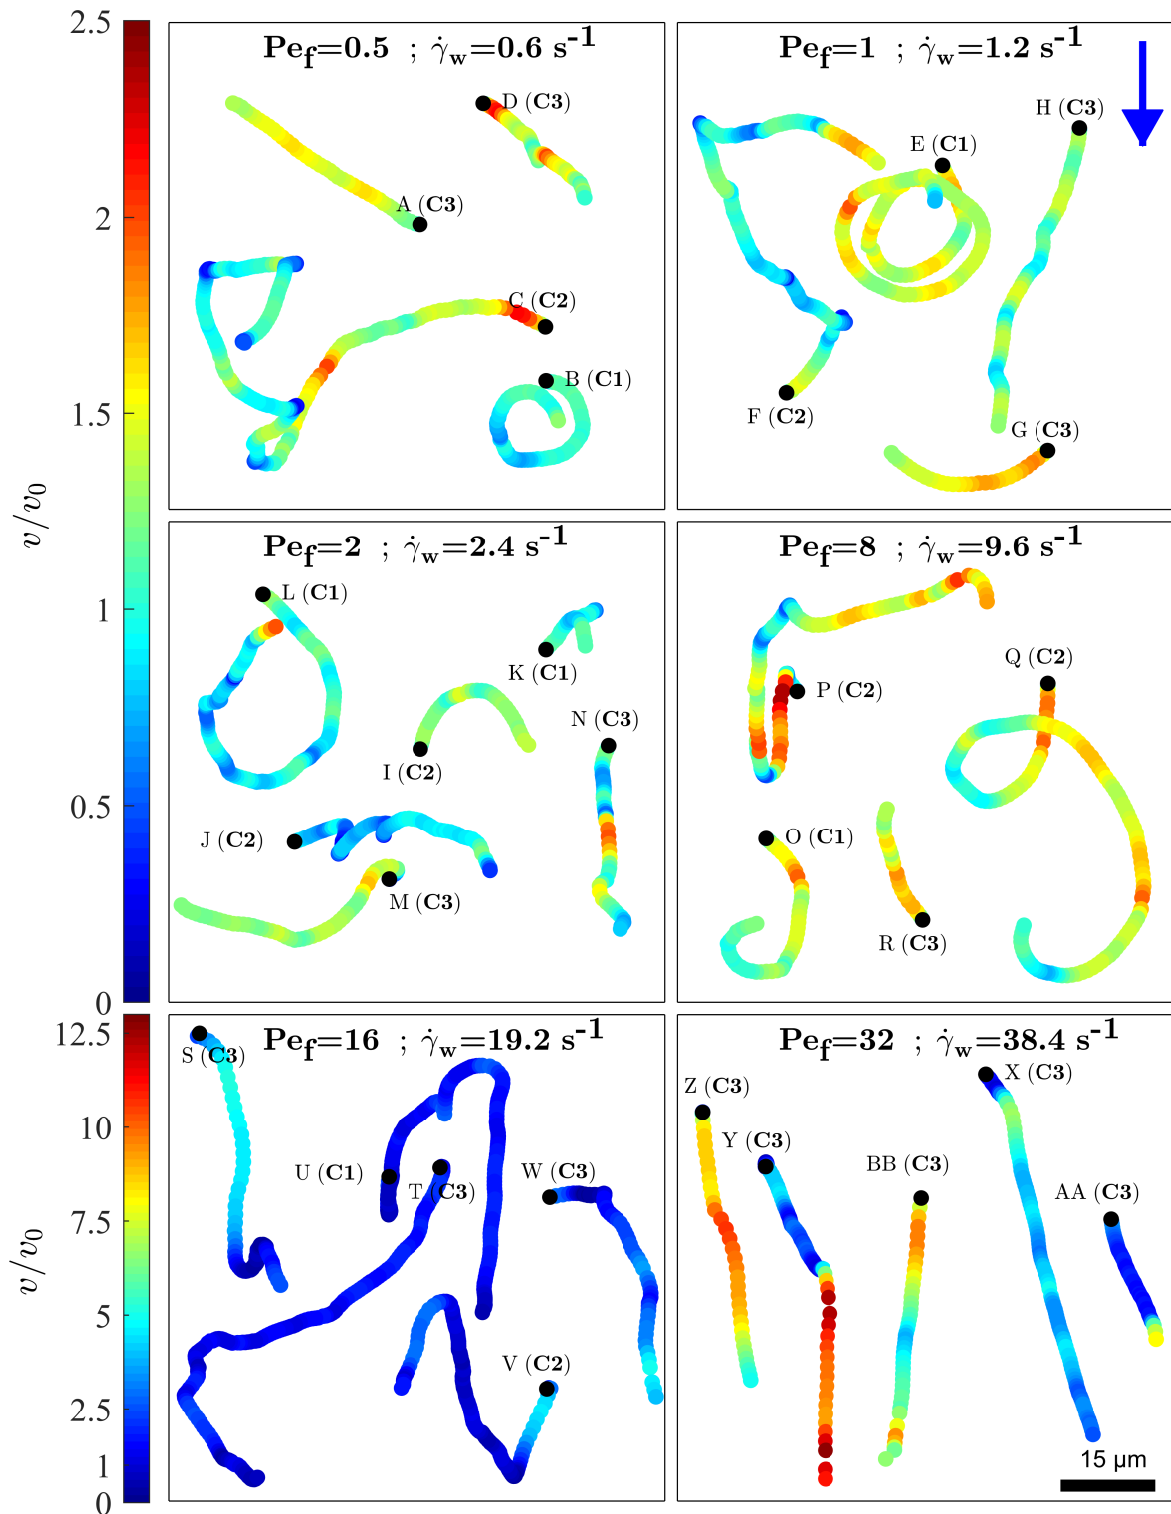 2.5
2
1.5
1
0.5
0
v/v0
Pef=0.5 ; γ̇w=0.6 s-1
D (C3)
A (C3)
C (C2)
B (C1)
Pef=1 ; γ̇w=1.2 s-1
H (C3)
E (C1)
F (C2)
G (C3)
Pef=2 ; γ̇w=2.4 s-1
L (C1)
K (C1)
N (C3)
I (C2)
J (C2)
M (C3)
Pef=8 ; γ̇w=9.6 s-1
Q (C2)
P (C2)
O (C1)
R (C3)
12.5
10
7.5
5
2.5
1
0
v/v0
Pef=16 ; γ̇w=19.2 s-1
S (C3)
U (C1)
T (C3)
W (C3)
V (C2)
Pef=32 ; γ̇w=38.4 s-1
X (C3)
Z (C3)
Y (C3)
BB (C3)
AA (C3)
15 µm